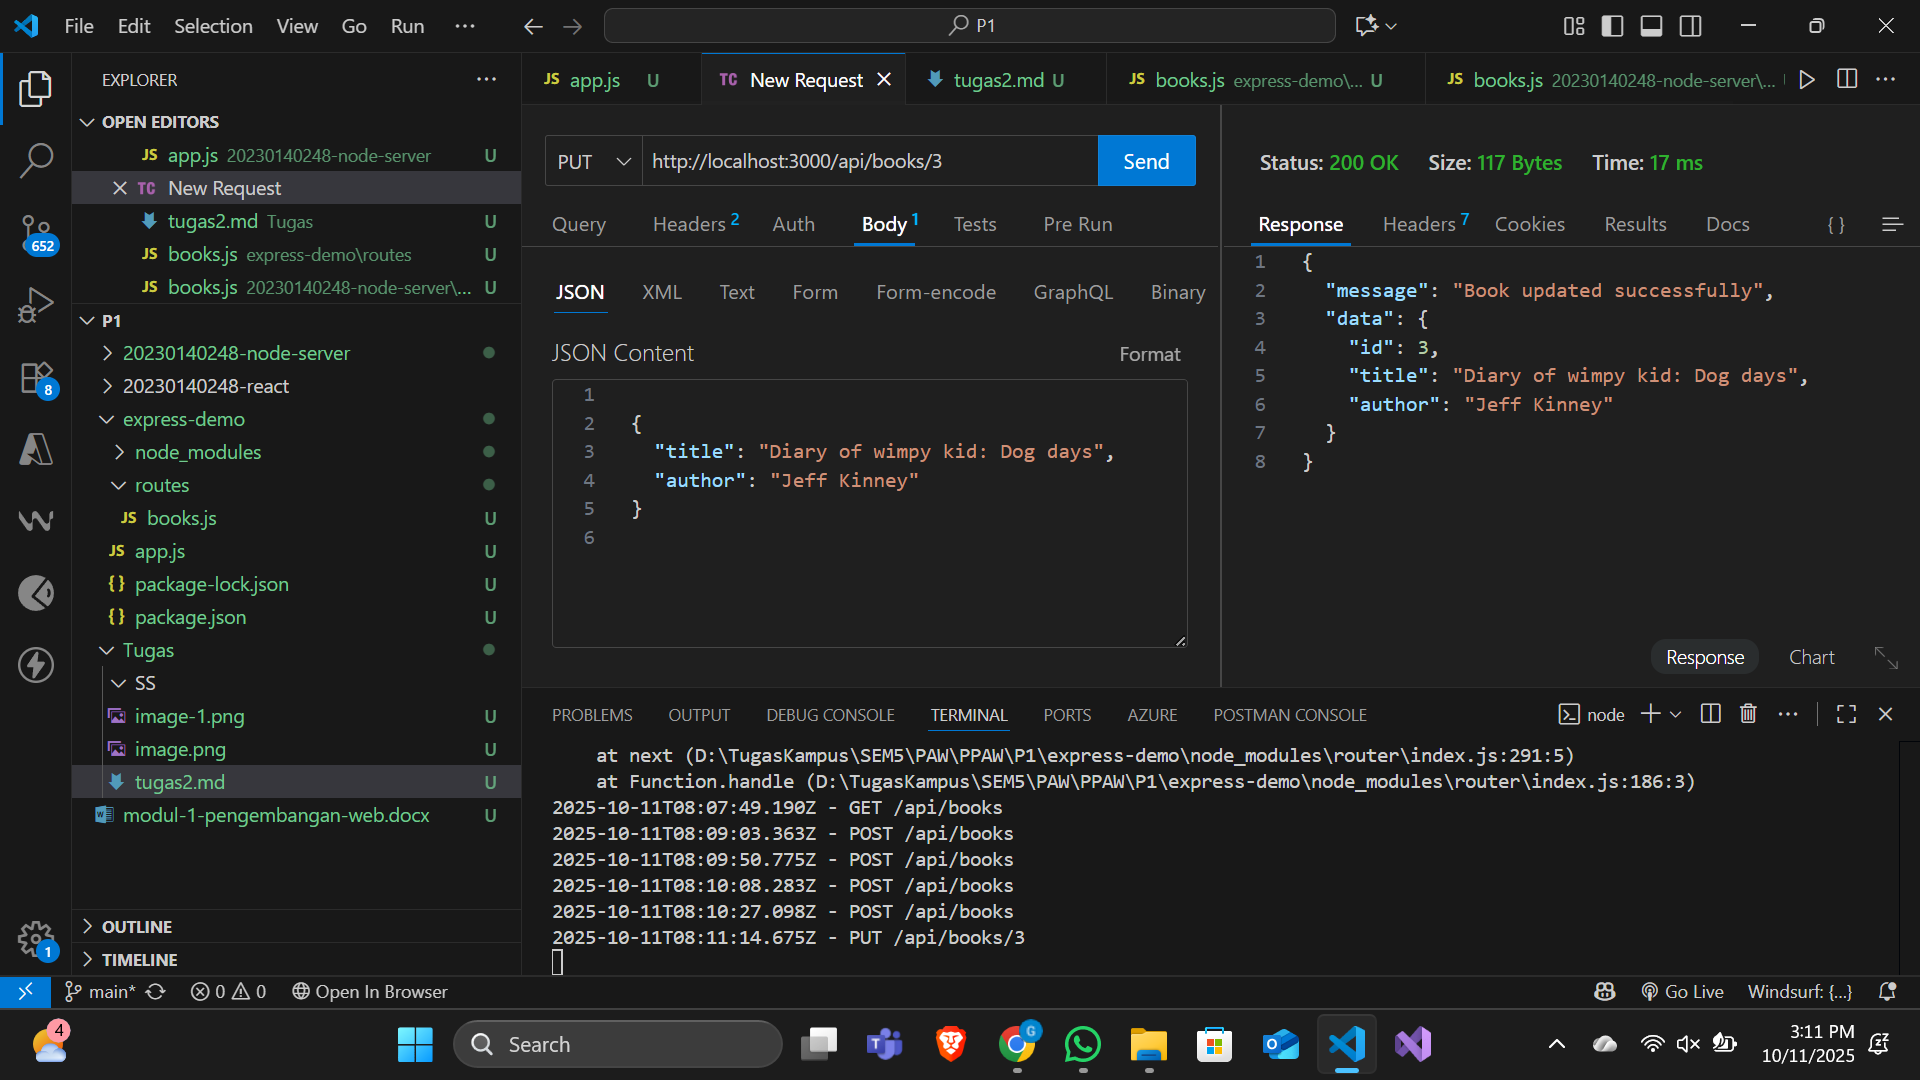 File Edit Selection View Go Run ...
P1
EXPLORER
OPEN EDITORS
JS app.js 20230140248-node-server U
TC New Request
tugas2.md Tugas U
JS books.js express-demo\routes U
JS books.js 20230140248-node-server\... U
P1
20230140248-node-server
20230140248-react
express-demo
node_modules
routes
JS books.js U
JS app.js U
{} package-lock.json U
{} package.json U
Tugas
SS
image-1.png U
image.png U
tugas2.md U
modul-1-pengembangan-web.docx U
OUTLINE
TIMELINE
652
8
1
JS app.js U
TC New Request
tugas2.md U
JS books.js express-demo\... U
JS books.js 20230140248-node-server\...
PUT http://localhost:3000/api/books/3 Send
Query Headers 2 Auth Body 1 Tests Pre Run
JSON XML Text Form Form-encode GraphQL Binary
JSON Content Format
1
2 {
3 "title": "Diary of wimpy kid: Dog days",
4 "author": "Jeff Kinney"
5 }
6
Status: 200 OK Size: 117 Bytes Time: 17 ms
Response Headers 7 Cookies Results Docs { }
1 {
2 "message": "Book updated successfully",
3 "data": {
4 "id": 3,
5 "title": "Diary of wimpy kid: Dog days",
6 "author": "Jeff Kinney"
7 }
8 }
Response Chart
PROBLEMS OUTPUT DEBUG CONSOLE TERMINAL PORTS AZURE POSTMAN CONSOLE
node
at next (D:\TugasKampus\SEM5\PAW\PPAW\P1\express-demo\node_modules\router\index.js:291:5)
at Function.handle (D:\TugasKampus\SEM5\PAW\PPAW\P1\express-demo\node_modules\router\index.js:186:3)
2025-10-11T08:07:49.190Z - GET /api/books
2025-10-11T08:09:03.363Z - POST /api/books
2025-10-11T08:09:50.775Z - POST /api/books
2025-10-11T08:10:08.283Z - POST /api/books
2025-10-11T08:10:27.098Z - POST /api/books
2025-10-11T08:11:14.675Z - PUT /api/books/3
main* 0 0 Open In Browser
Go Live Windsurf: {...}
4
Search
G
3:11 PM
10/11/2025